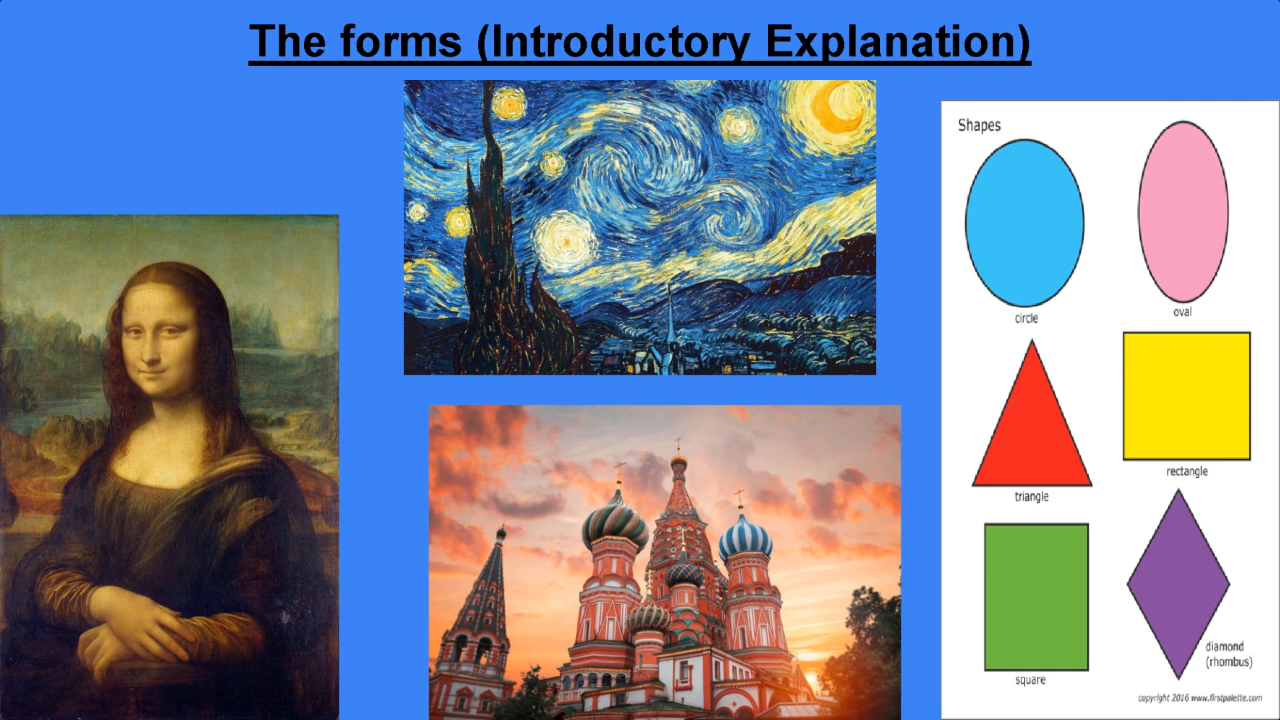 The forms (Introductory Explanation)
Shapes
circle
oval
triangle
rectangle
square
diamond
(rhombus)
copyright 2016 www.firstpalette.com